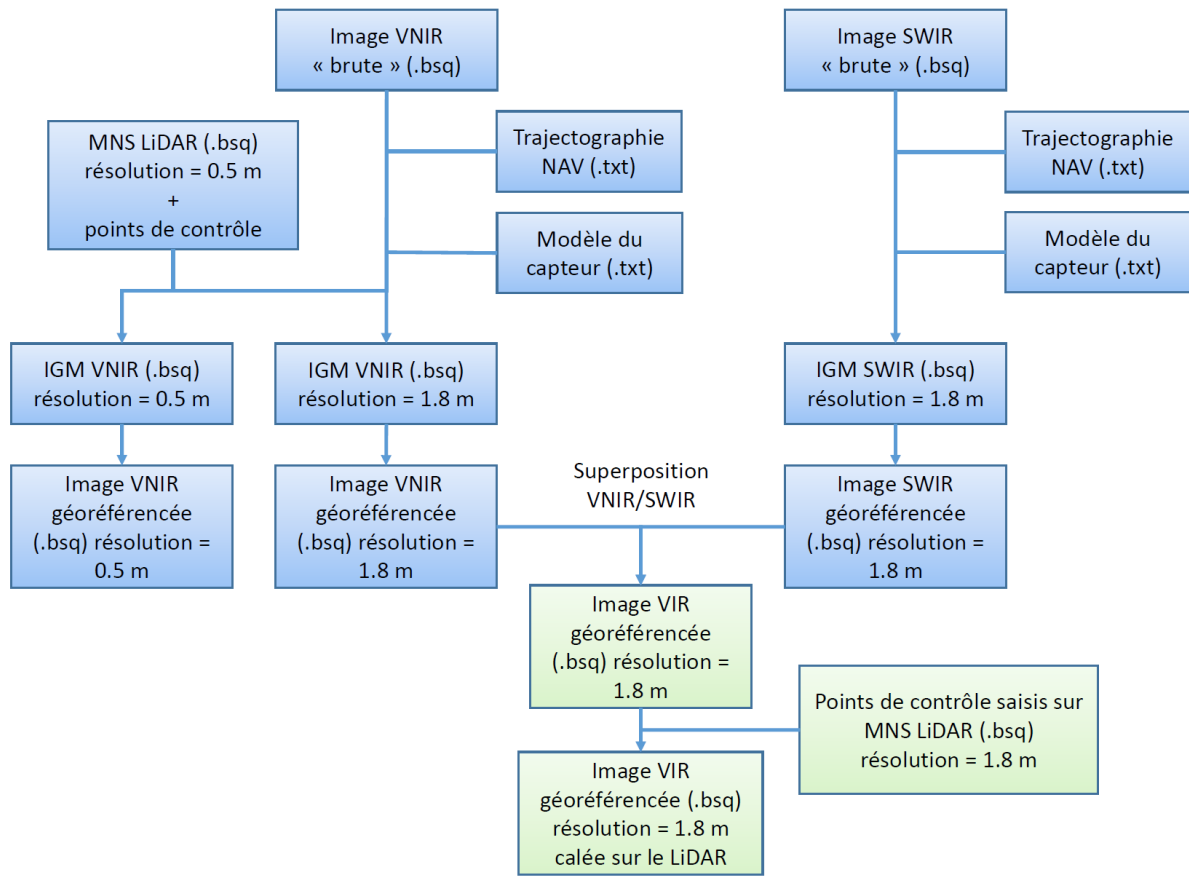 Image VNIR
« brute » (.bsq)
Image SWIR
« brute » (.bsq)
MNS LiDAR (.bsq)
résolution = 0.5 m
+
points de contrôle
Trajectographie
NAV (.txt)
Trajectographie
NAV (.txt)
Modèle du
capteur (.txt)
Modèle du
capteur (.txt)
IGM VNIR (.bsq)
résolution = 0.5 m
IGM VNIR (.bsq)
résolution = 1.8 m
IGM SWIR (.bsq)
résolution = 1.8 m
Image VNIR
géoréférencée
(.bsq) résolution =
0.5 m
Image VNIR
géoréférencée
(.bsq) résolution =
1.8 m
Superposition
VNIR/SWIR
Image SWIR
géoréférencée
(.bsq) résolution =
1.8 m
Image VIR
géoréférencée
(.bsq) résolution =
1.8 m
Points de contrôle saisis sur
MNS LiDAR (.bsq)
résolution = 1.8 m
Image VIR
géoréférencée (.bsq)
résolution = 1.8 m
calée sur le LiDAR